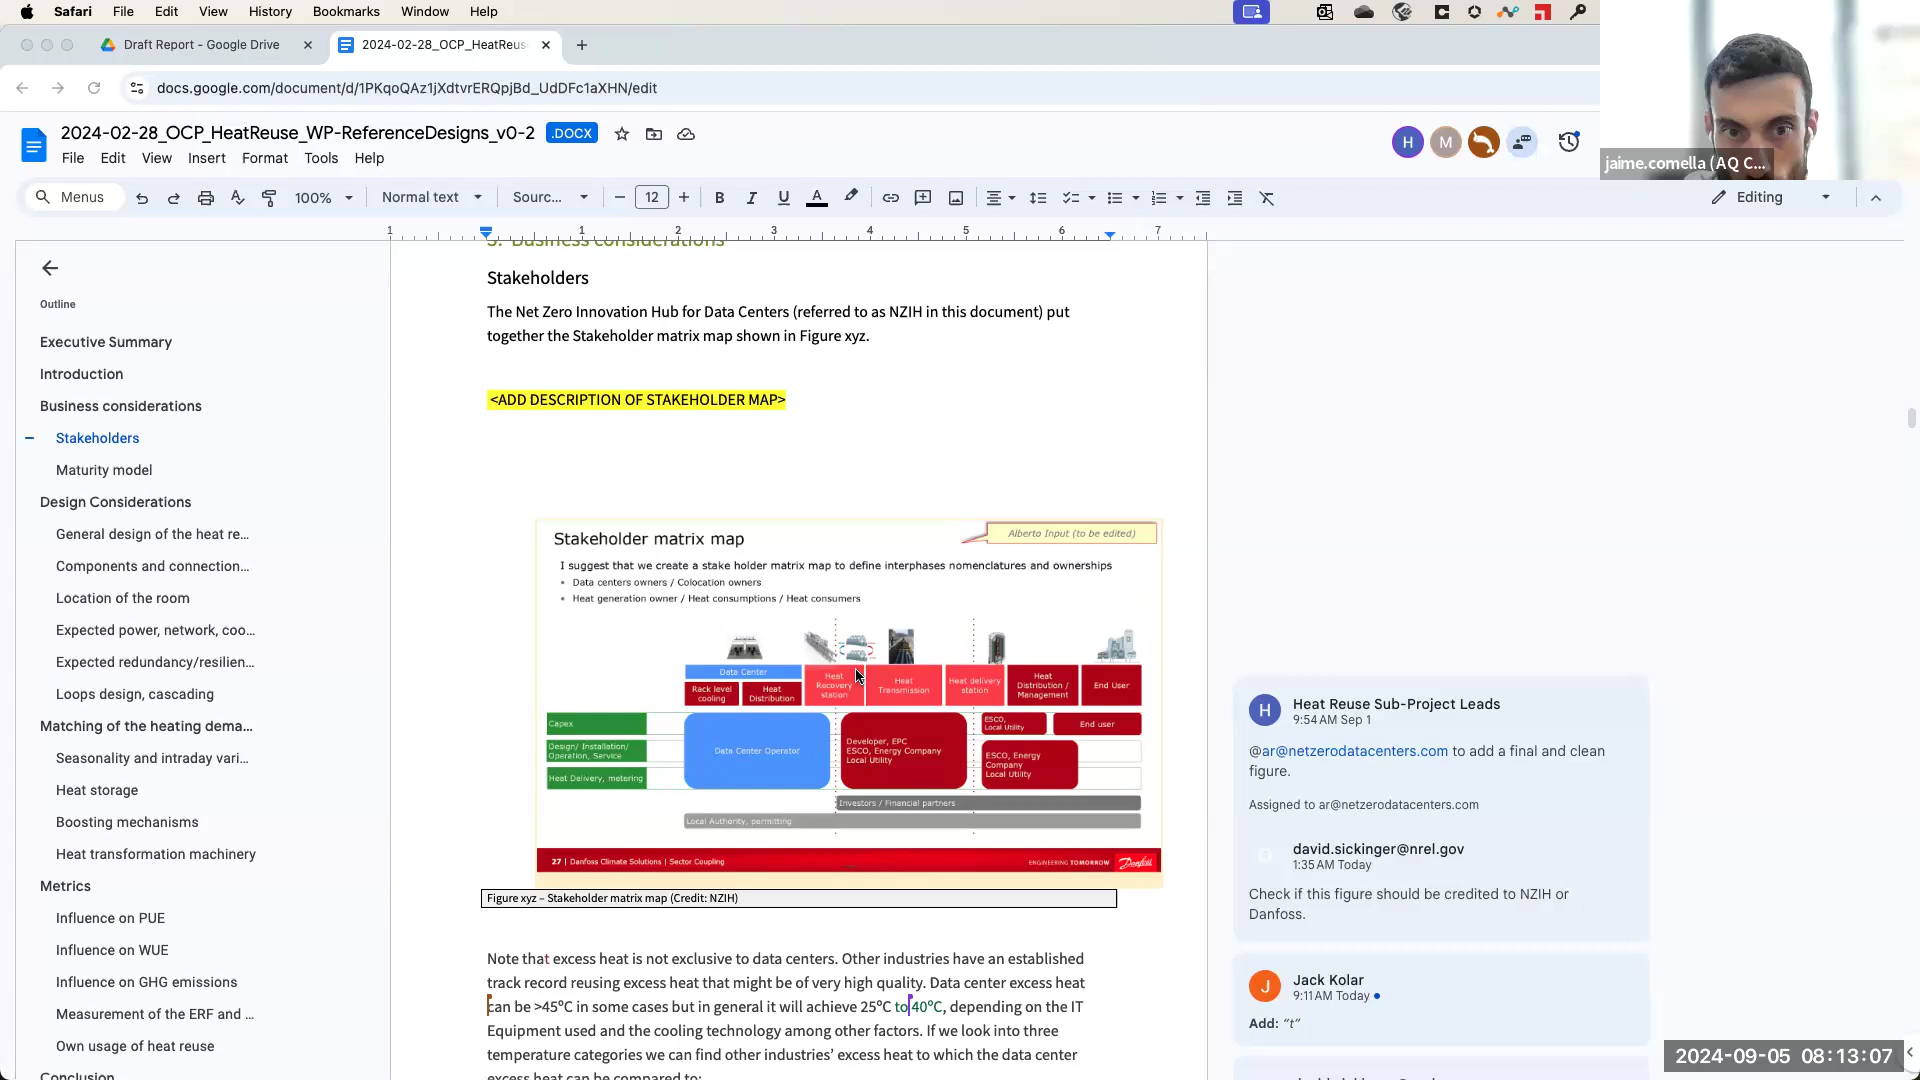 Safari File Edit View History Bookmarks Window Help
Draft Report - Google Drive
2024-02-28_OCP_HeatReus
docs.google.com/document/d/1PKqoQAz1jXdtvrERQpjBd_UdDFc1aXHN/edit
2024-02-28_OCP_HeatReuse_WP-ReferenceDesigns_v0-2 .DOCX
File Edit View Insert Format Tools Help
H M
jaime.comella (AQ C...
Menus 100% Normal text Sourc... 12 B I U A Editing
1 1 2 3 4 5 6 7
Outline
Executive Summary
Introduction
Business considerations
Stakeholders
Maturity model
Design Considerations
General design of the heat re...
Components and connection...
Location of the room
Expected power, network, coo...
Expected redundancy/resilien...
Loops design, cascading
Matching of the heating dema...
Seasonality and intraday vari...
Heat storage
Boosting mechanisms
Heat transformation machinery
Metrics
Influence on PUE
Influence on WUE
Influence on GHG emissions
Measurement of the ERF and ...
Own usage of heat reuse
Conclusion
3. Business considerations
Stakeholders
The Net Zero Innovation Hub for Data Centers (referred to as NZIH in this document) put
together the Stakeholder matrix map shown in Figure xyz.
<ADD DESCRIPTION OF STAKEHOLDER MAP>
Stakeholder matrix map
Alberto Input (to be edited)
I suggest that we create a stake holder matrix map to define interphases nomenclatures and ownerships
• Data centers owners / Colocation owners
• Heat generation owner / Heat consumptions / Heat consumers
Data Center
Rack level
cooling
Heat
Distribution
Heat
Recovery
station
Heat
Transmission
Heat delivery
station
Heat
Distribution /
Management
End User
Capex
Design/ Installation/
Operation, Service
Heat Delivery, metering
Data Center Operator
Developer, EPC
ESCO, Energy Company
Local Utility
ESCO,
Local Utility
End user
ESCO, Energy
Company
Local Utility
Investors / Financial partners
Local Authority, permitting
27 | Danfoss Climate Solutions | Sector Coupling
ENGINEERING TOMORROW
Danfoss
Figure xyz – Stakeholder matrix map (Credit: NZIH)
Note that excess heat is not exclusive to data centers. Other industries have an established
track record reusing excess heat that might be of very high quality. Data center excess heat
can be >45ºC in some cases but in general it will achieve 25ºC to 40ºC, depending on the IT
Equipment used and the cooling technology among other factors. If we look into three
temperature categories we can find other industries’ excess heat to which the data center
excess heat can be compared to:
H
Heat Reuse Sub-Project Leads
9:54 AM Sep 1
@ar@netzerodatacenters.com to add a final and clean
figure.
Assigned to ar@netzerodatacenters.com
david.sickinger@nrel.gov
1:35 AM Today
Check if this figure should be credited to NZIH or
Danfoss.
J
Jack Kolar
9:11 AM Today
Add: “t”
2024-09-05 08:13:07